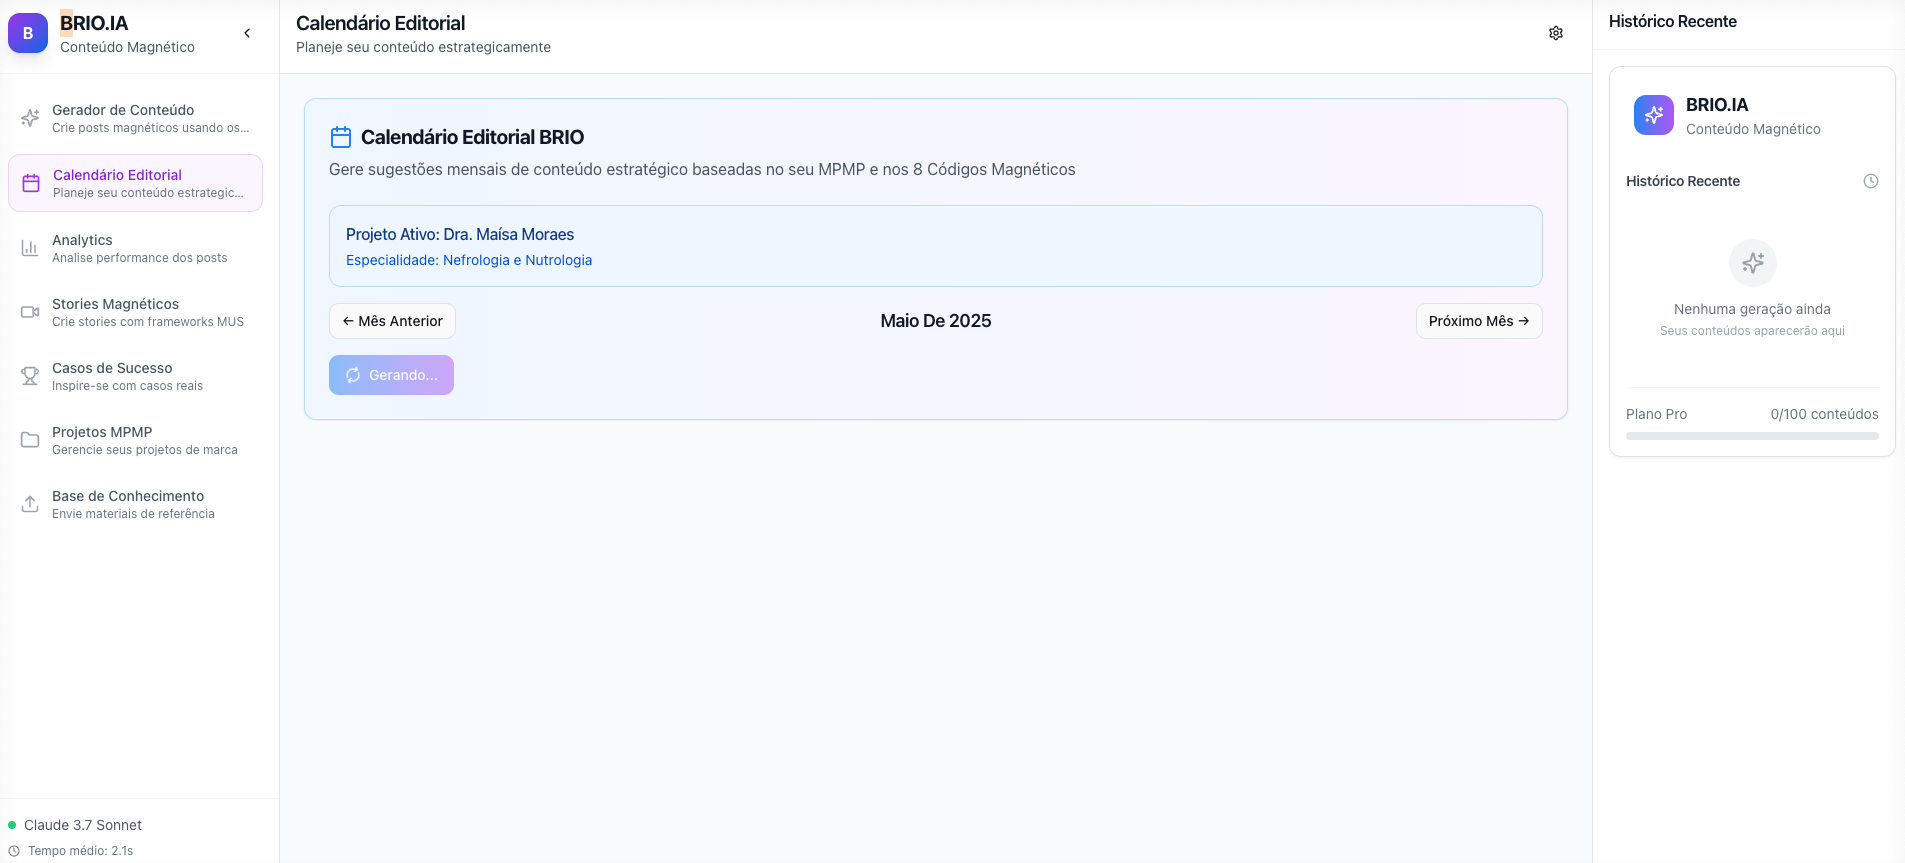 B
BRIO.IA
Conteúdo Magnético
Gerador de Conteúdo
Crie posts magnéticos usando os...
Calendário Editorial
Planeje seu conteúdo estrategic...
Analytics
Analise performance dos posts
Stories Magnéticos
Crie stories com frameworks MUS
Casos de Sucesso
Inspire-se com casos reais
Projetos MPMP
Gerencie seus projetos de marca
Base de Conhecimento
Envie materiais de referência
Claude 3.7 Sonnet
Tempo médio: 2.1s
Calendário Editorial
Planeje seu conteúdo estrategicamente
Calendário Editorial BRIO
Gere sugestões mensais de conteúdo estratégico baseadas no seu MPMP e nos 8 Códigos Magnéticos
Projeto Ativo: Dra. Maísa Moraes
Especialidade: Nefrologia e Nutrologia
← Mês Anterior
Maio De 2025
Próximo Mês →
Gerando...
Histórico Recente
BRIO.IA
Conteúdo Magnético
Histórico Recente
Nenhuma geração ainda
Seus conteúdos aparecerão aqui
Plano Pro
0/100 conteúdos